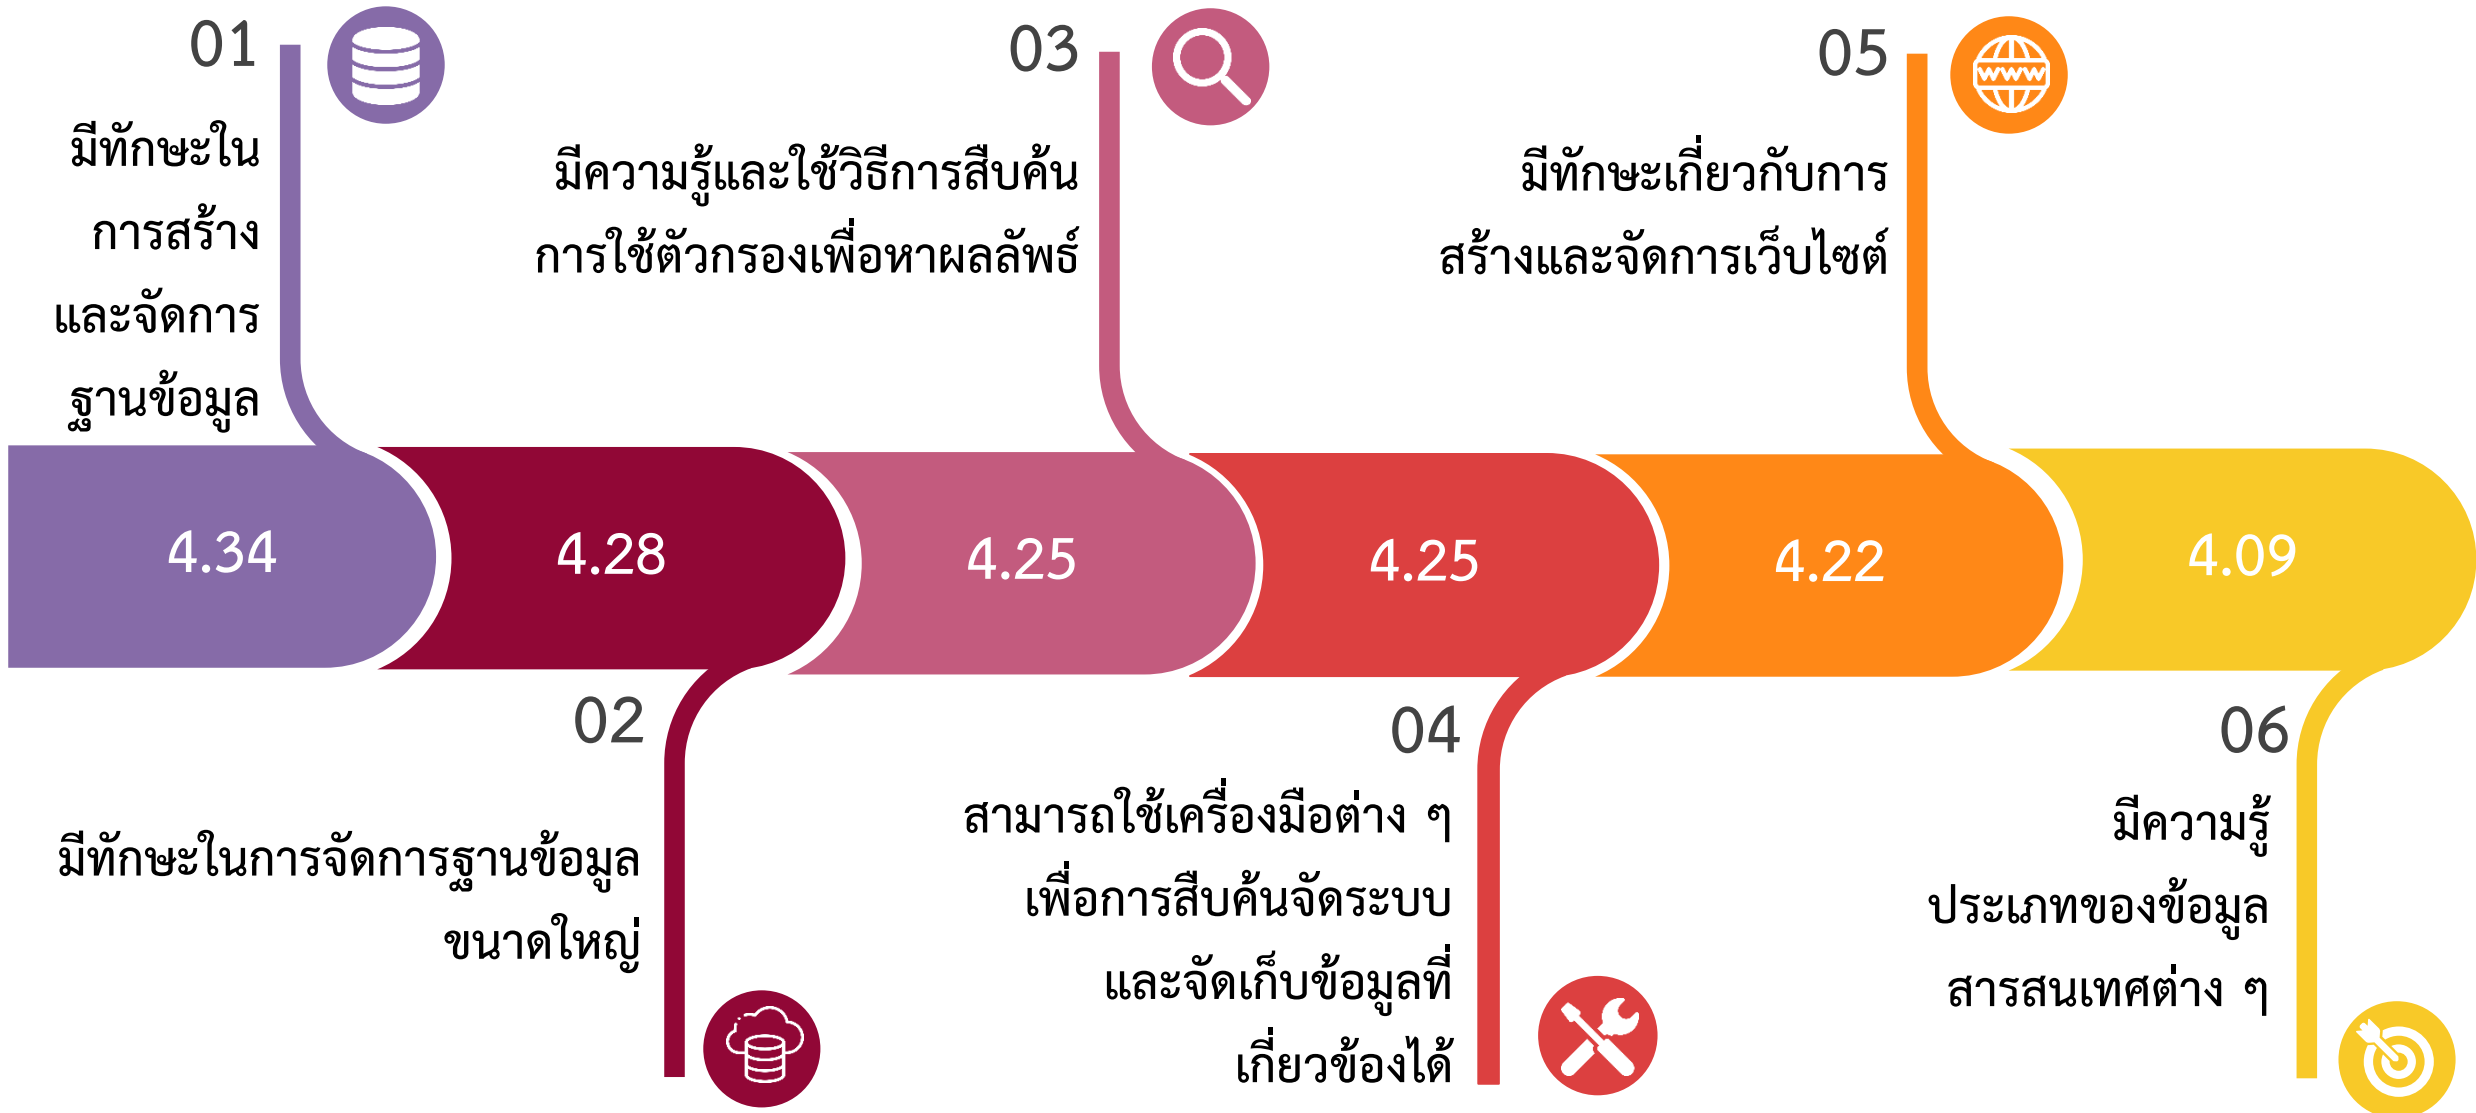 01
มีทักษะใน
การสร้าง
และจัดการ
ฐานข้อมูล
4.34
02
มีทักษะในการจัดการฐานข้อมูล
ขนาดใหญ่
4.28
03
มีความรู้และใช้วิธีการสืบค้น
การใช้ตัวกรองเพื่อหาผลลัพธ์
4.25
04
สามารถใช้เครื่องมือต่าง ๆ
เพื่อการสืบค้นจัดระบบ
และจัดเก็บข้อมูลที่
เกี่ยวข้องได้
4.25
05
มีทักษะเกี่ยวกับการ
สร้างและจัดการเว็บไซต์
WWW
4.22
06
มีความรู้
ประเภทของข้อมูล
สารสนเทศต่าง ๆ
4.09